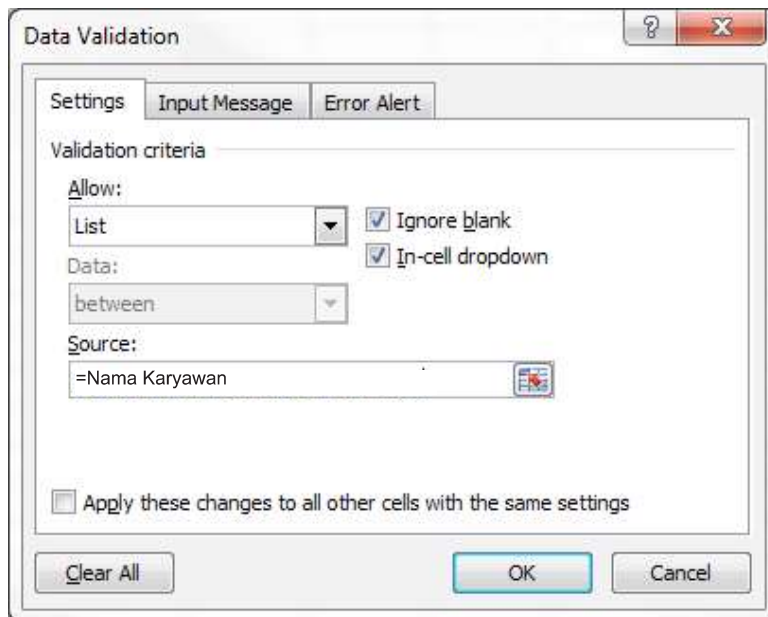 Data Validation
?
Settings Input Message Error Alert
Validation criteria
Allow:
List
Ignore blank
Data:
In-cell dropdown
between
Source:
=Nama Karyawan
Apply these changes to all other cells with the same settings
Clear All OK Cancel